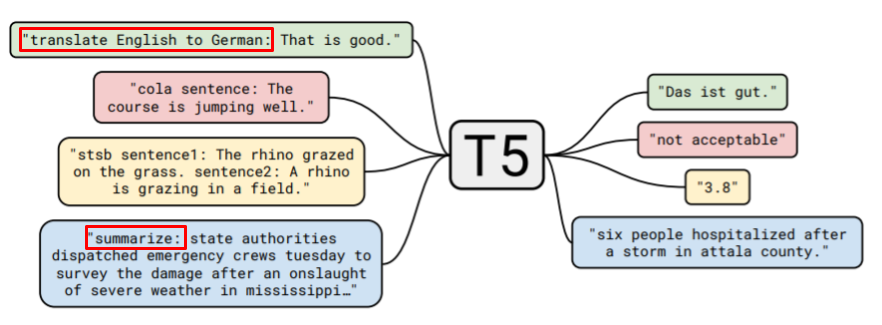 "translate English to German: That is good."
"cola sentence: The
course is jumping well."
"stsb sentence1: The rhino grazed
on the grass. sentence2: A rhino
is grazing in a field."
"summarize: state authorities
dispatched emergency crews tuesday to
survey the damage after an onslaught
of severe weather in mississippi…"
T5
"Das ist gut."
"not acceptable"
"3.8"
"six people hospitalized after
a storm in attala county."